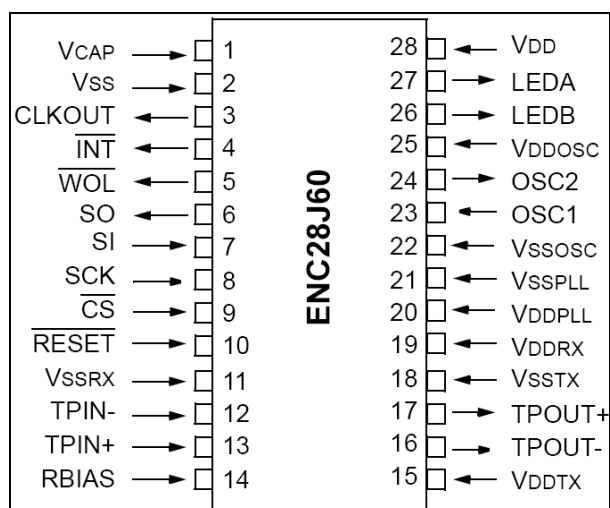 VCAP 1 28 VDD
VSS 2 27 LEDA
CLKOUT 3 26 LEDB
INT 4 25 VDDOSC
WOL 5 24 OSC2
SO 6 23 OSC1
SI 7 22 VSSOSC
SCK 8 21 VSSPLL
CS 9 20 VDDPLL
RESET 10 19 VDDRX
VSSRX 11 18 VSSTX
TPIN- 12 17 TPOUT+
TPIN+ 13 16 TPOUT-
RBIAS 14 15 VDDTX
ENC28J60